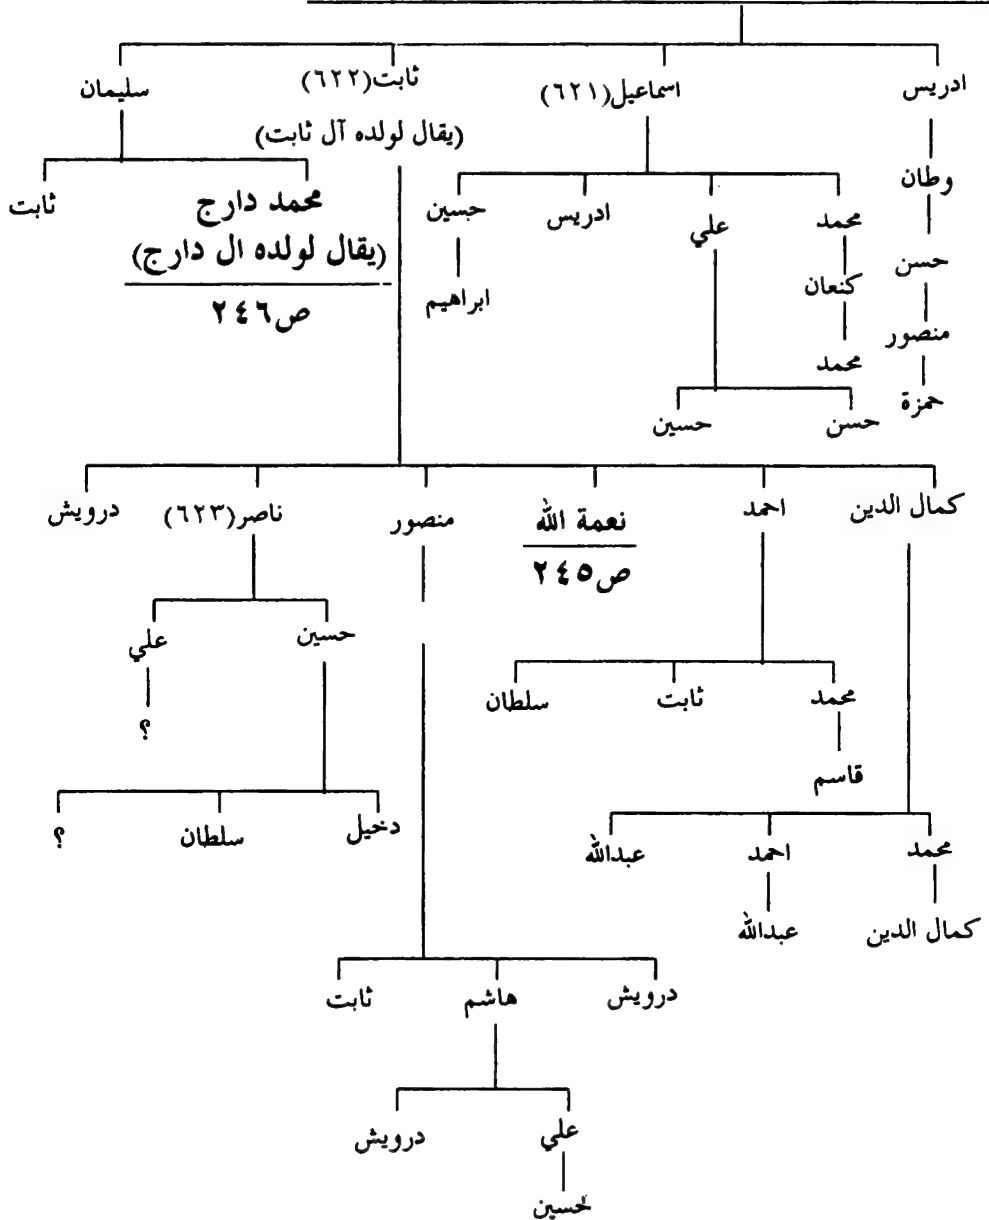 ادريس
اسماعيل(٦٢١)
ثابت(٦٢٢)
سليمان
(يقال لولده آل ثابت)
وطان
محمد
علي
ادريس
حسين
محمد دارج
ثابت
(يقال لولده ال دارج)
حسن
كنعان
ابراهيم
ص٢٤٦
منصور
محمد
حمزة
حسن
حسين
كمال الدين
احمد
نعمة الله
منصور
ناصر(٦٢٣)
درويش
ص٢٤٥
حسين
علي
محمد
ثابت
سلطان
؟
قاسم
دخيل
سلطان
؟
محمد
احمد
عبدالله
كمال الدين
عبدالله
درويش
هاشم
ثابت
علي
درويش
حسين